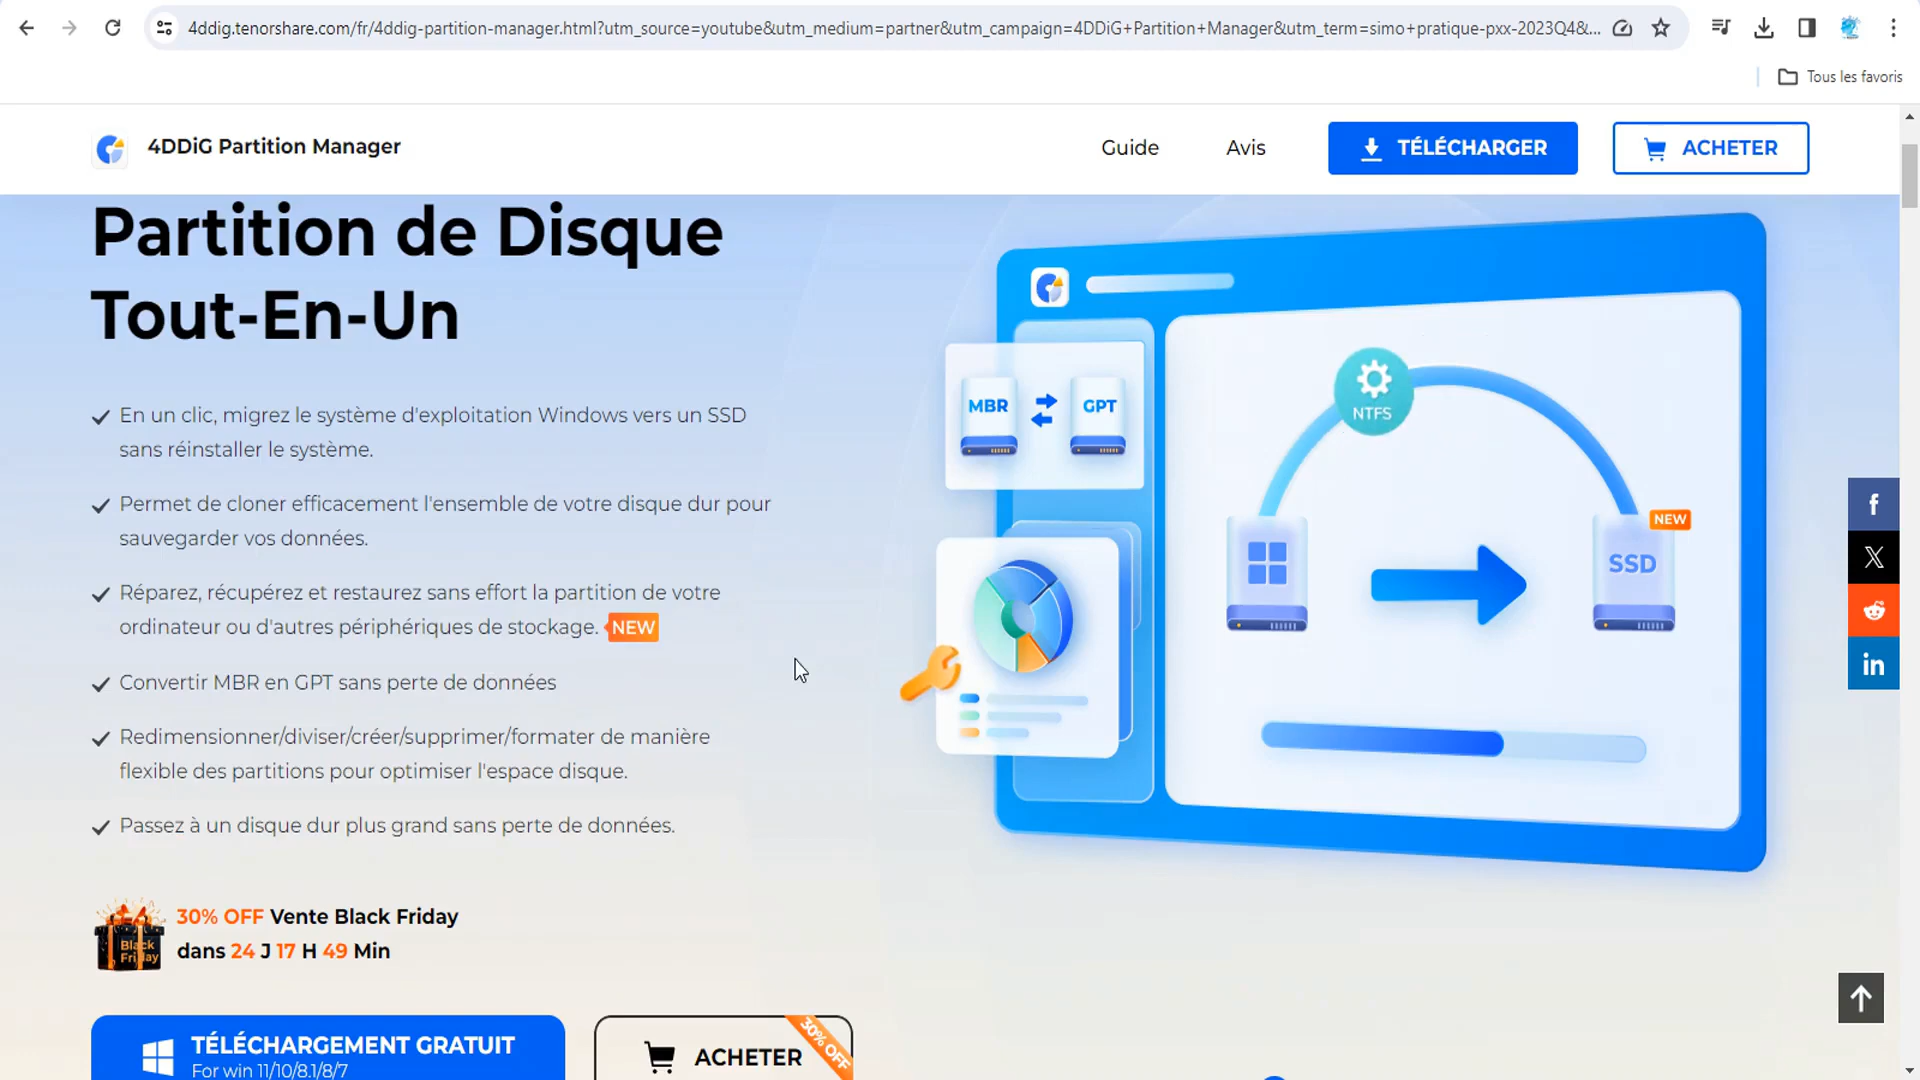 4ddig.tenorshare.com/fr/4ddig-partition-manager.html?utm_source=youtube&utm_medium=partner&utm_campaign=4DDiG+Partition+Manager&utm_term=simo+pratique-pxx-2023Q4&...
Tous les favoris
4DDiG Partition Manager
Guide
Avis
TÉLÉCHARGER
ACHETER
Partition de Disque
Tout-En-Un
En un clic, migrez le système d'exploitation Windows vers un SSD
sans réinstaller le système.
Permet de cloner efficacement l'ensemble de votre disque dur pour
sauvegarder vos données.
Réparez, récupérez et restaurez sans effort la partition de votre
ordinateur ou d'autres périphériques de stockage. NEW
Convertir MBR en GPT sans perte de données
Redimensionner/diviser/créer/supprimer/formater de manière
flexible des partitions pour optimiser l'espace disque.
Passez à un disque dur plus grand sans perte de données.
Black
Friday
30% OFF Vente Black Friday
dans 24 J 17 H 49 Min
TÉLÉCHARGEMENT GRATUIT
For win 11/10/8.1/8/7
ACHETER
30% OFF
MBR
GPT
NTFS
NEW
SSD
f
X
in